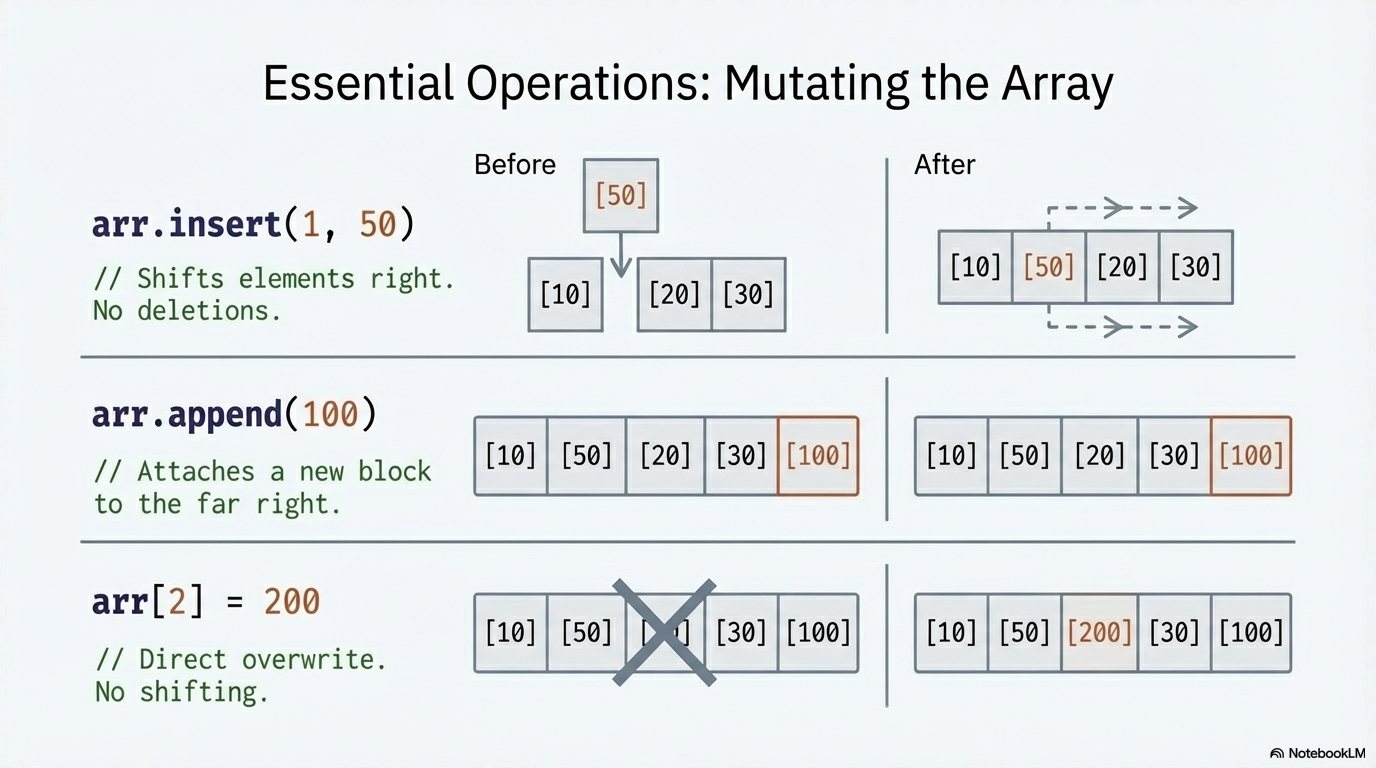 Essential Operations: Mutating the Array
Before
After
arr.insert(1, 50)
// Shifts elements right.
No deletions.
[50]
[10] [20] [30]
[10] [50] [20] [30]
arr.append(100)
// Attaches a new block
to the far right.
[10] [50] [20] [30] [100]
[10] [50] [20] [30] [100]
arr[2] = 200
// Direct overwrite.
No shifting.
[10] [50] [30] [100]
[10] [50] [200] [30] [100]
NotebookLM